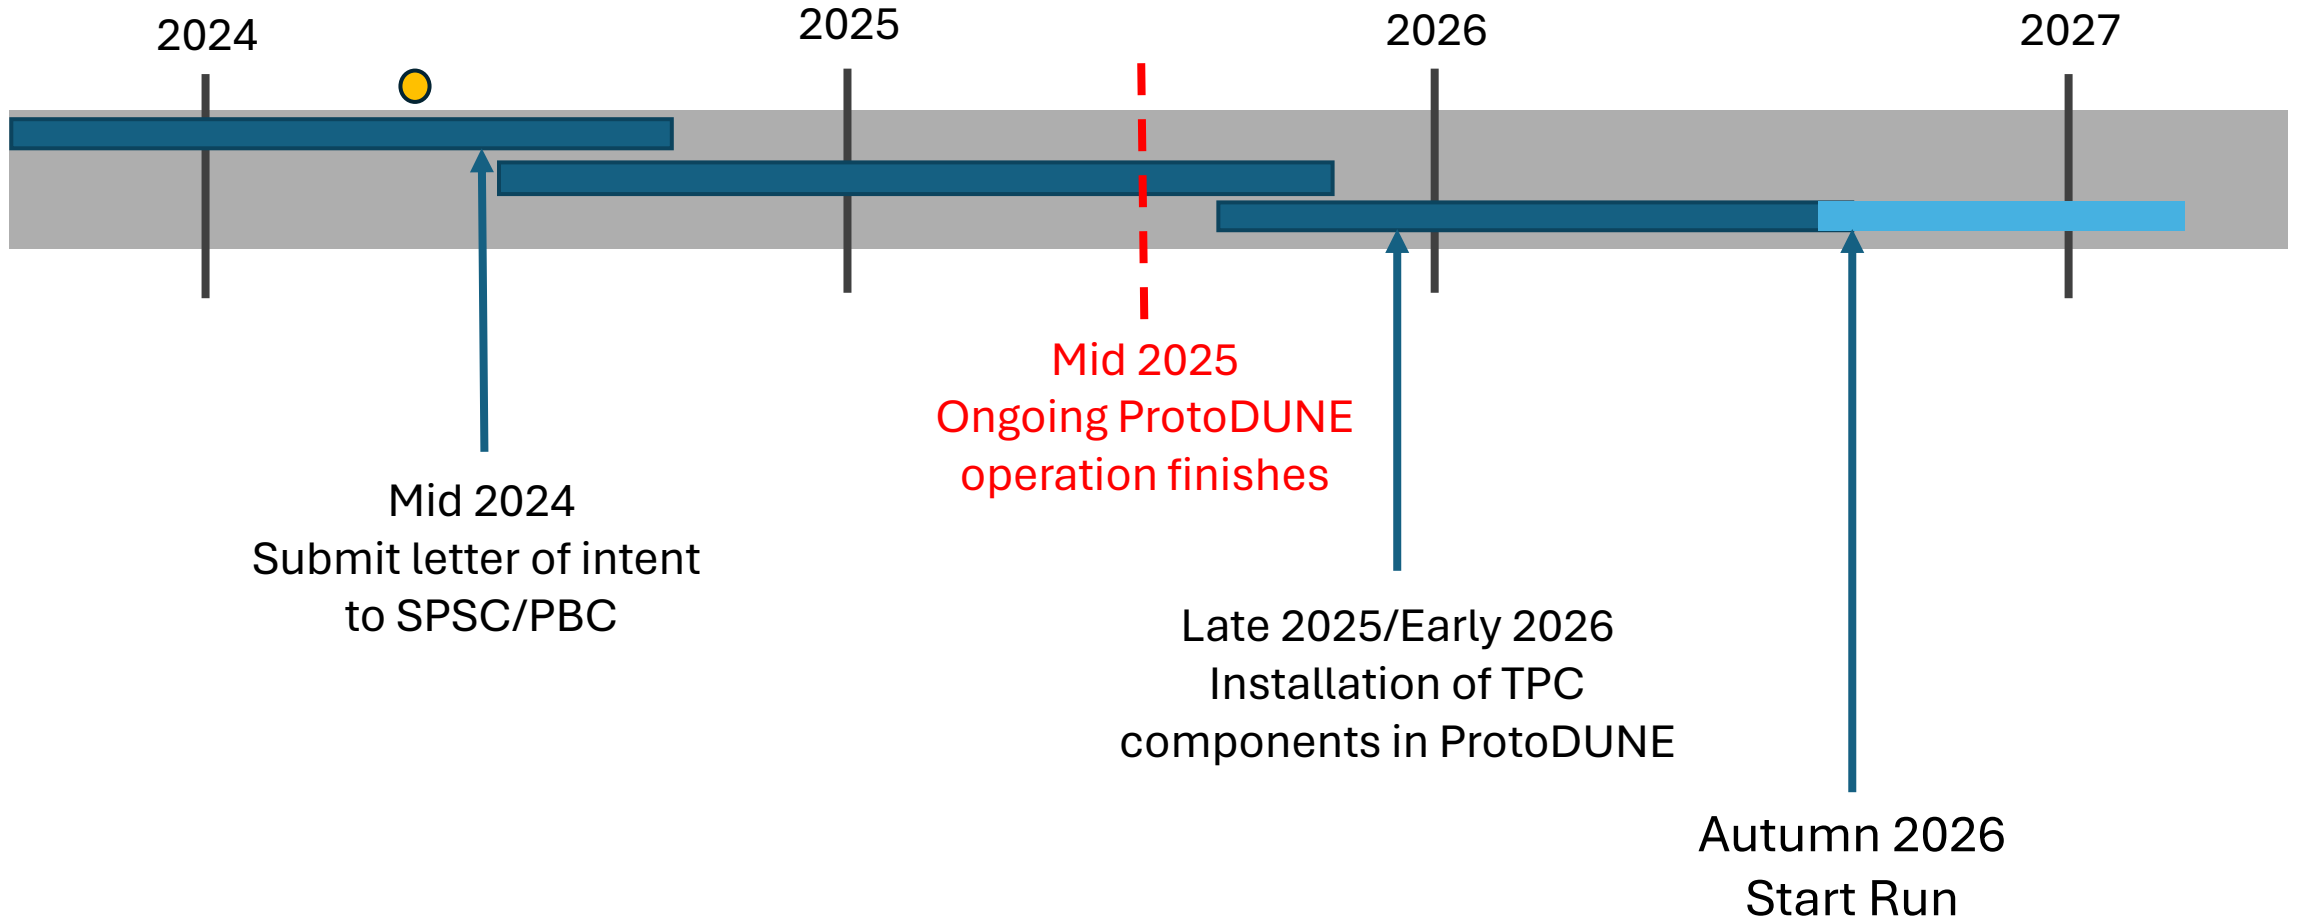 2024
2025
2026
2027
Mid 2025
Ongoing ProtoDUNE
operation finishes
Mid 2024
Submit letter of intent
to SPSC/PBC
Late 2025/Early 2026
Installation of TPC
components in ProtoDUNE
Autumn 2026
Start Run